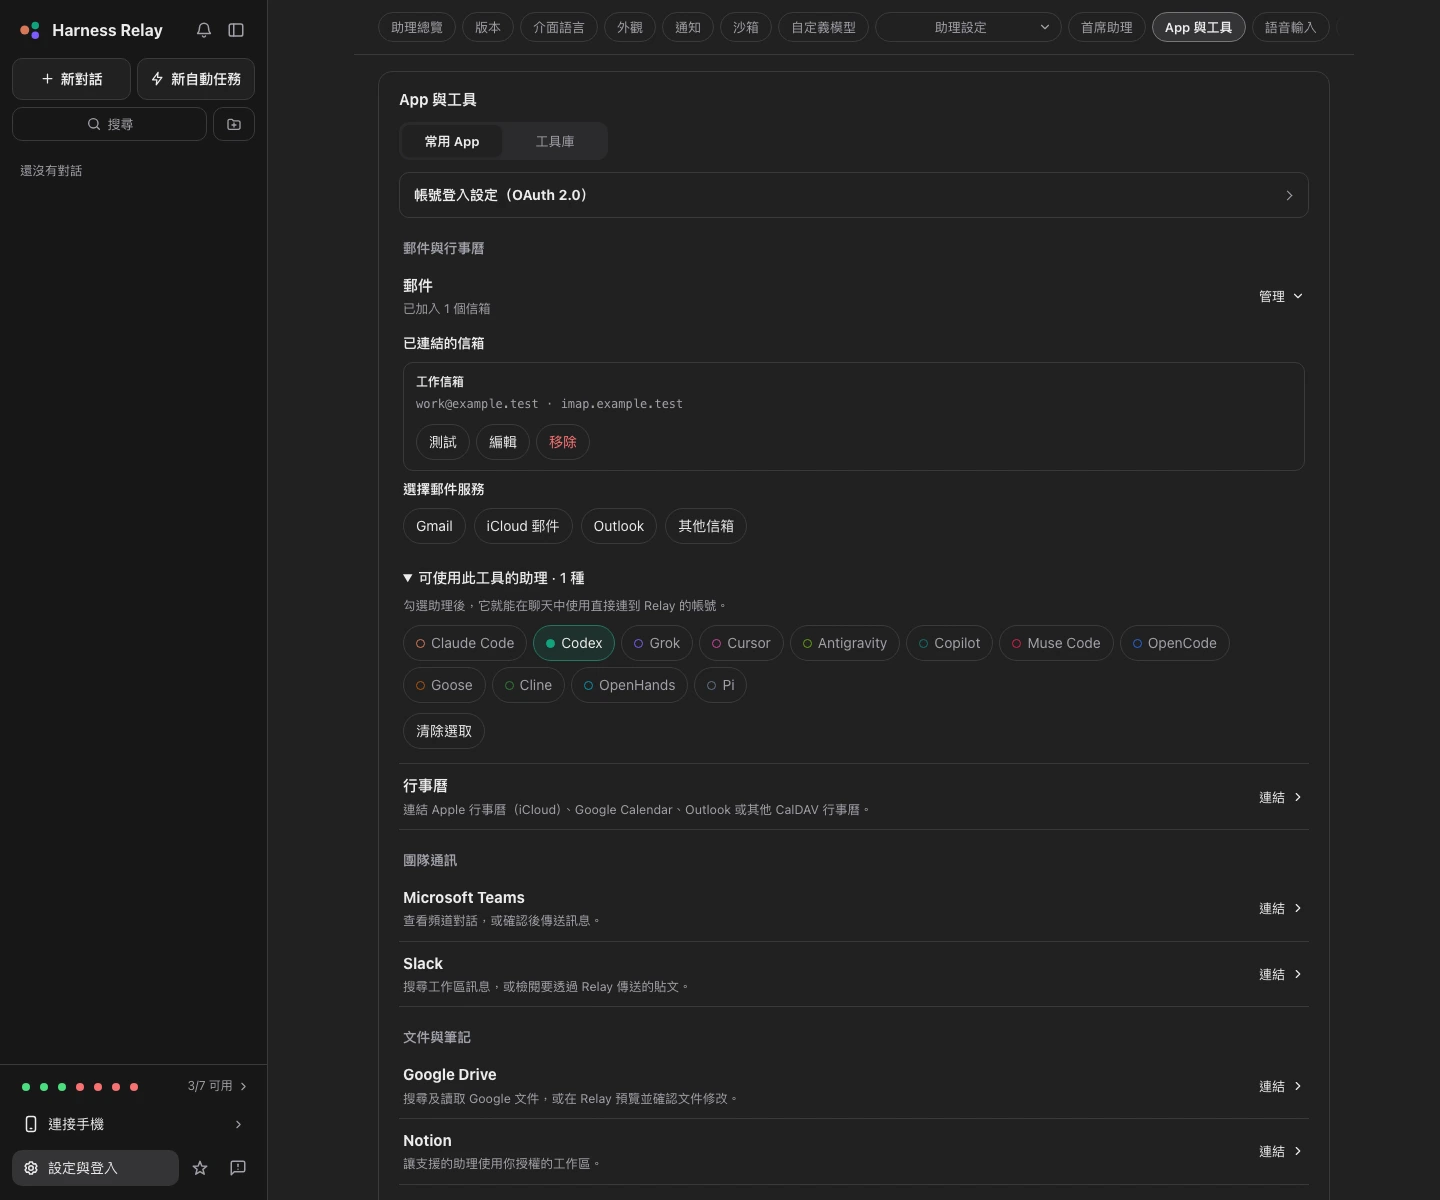 Harness Relay
新對話
新自動任務
搜尋
還沒有對話
3/7 可用
連接手機
設定與登入
助理總覽
版本
介面語言
外觀
通知
沙箱
自定義模型
助理設定
首席助理
App 與工具
語音輸入
App 與工具
常用 App
工具庫
帳號登入設定（OAuth 2.0）
郵件與行事曆
郵件
已加入 1 個信箱
管理
已連結的信箱
工作信箱
work@example.test · imap.example.test
測試
編輯
移除
選擇郵件服務
Gmail
iCloud 郵件
Outlook
其他信箱
可使用此工具的助理 · 1 種
勾選助理後，它就能在聊天中使用直接連到 Relay 的帳號。
Claude Code
Codex
Grok
Cursor
Antigravity
Copilot
Muse Code
OpenCode
Goose
Cline
OpenHands
Pi
清除選取
行事曆
連結 Apple 行事曆（iCloud）、Google Calendar、Outlook 或其他 CalDAV 行事曆。
連結
團隊通訊
Microsoft Teams
查看頻道對話，或確認後傳送訊息。
連結
Slack
搜尋工作區訊息，或檢閱要透過 Relay 傳送的貼文。
連結
文件與筆記
Google Drive
搜尋及讀取 Google 文件，或在 Relay 預覽並確認文件修改。
連結
Notion
讓支援的助理使用你授權的工作區。
連結